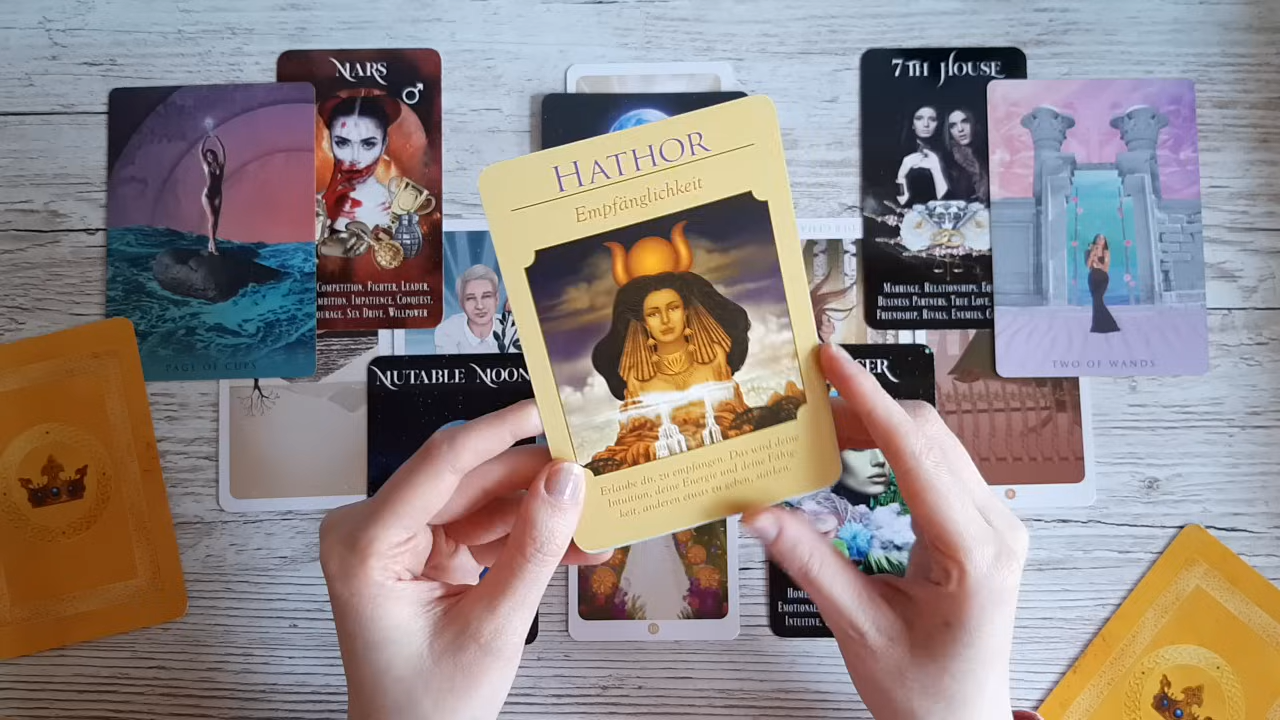 MARS
COMPETITION, FIGHTER, LEADER,
IMPATIENCE, CONQUEST,
SEX DRIVE, WILLPOWER
PAGE OF CUPS
HATHOR
Empfänglichkeit
Erlaube dir, zu empfangen. Das wird deine
Intuition, deine Energie und deine Fähig-
keit, anderen etwas zu geben, stärken.
7TH HOUSE
MARRIAGE, RELATIONSHIPS,
BUSINESS PARTNERS, TRUE LOVE,
FRIENDSHIP, RIVALS, ENEMIES,
TWO OF WANDS
MUTABLE MOON
EMOTIONAL
INTUITIVE,